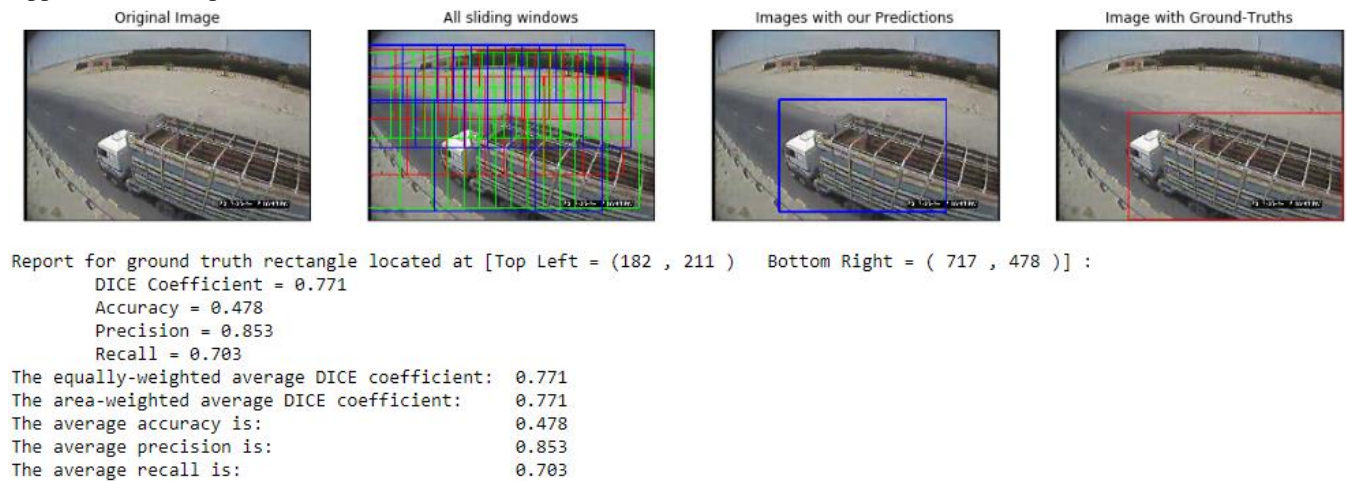 Original Image
All sliding windows
Images with our Predictions
Image with Ground-Truths
Report for ground truth rectangle located at [Top Left = (182 , 211 )   Bottom Right = ( 717 , 478 )] :
DICE Coefficient = 0.771
Accuracy = 0.478
Precision = 0.853
Recall = 0.703
The equally-weighted average DICE coefficient:  0.771
The area-weighted average DICE coefficient:     0.771
The average accuracy is:                        0.478
The average precision is:                       0.853
The average recall is:                          0.703